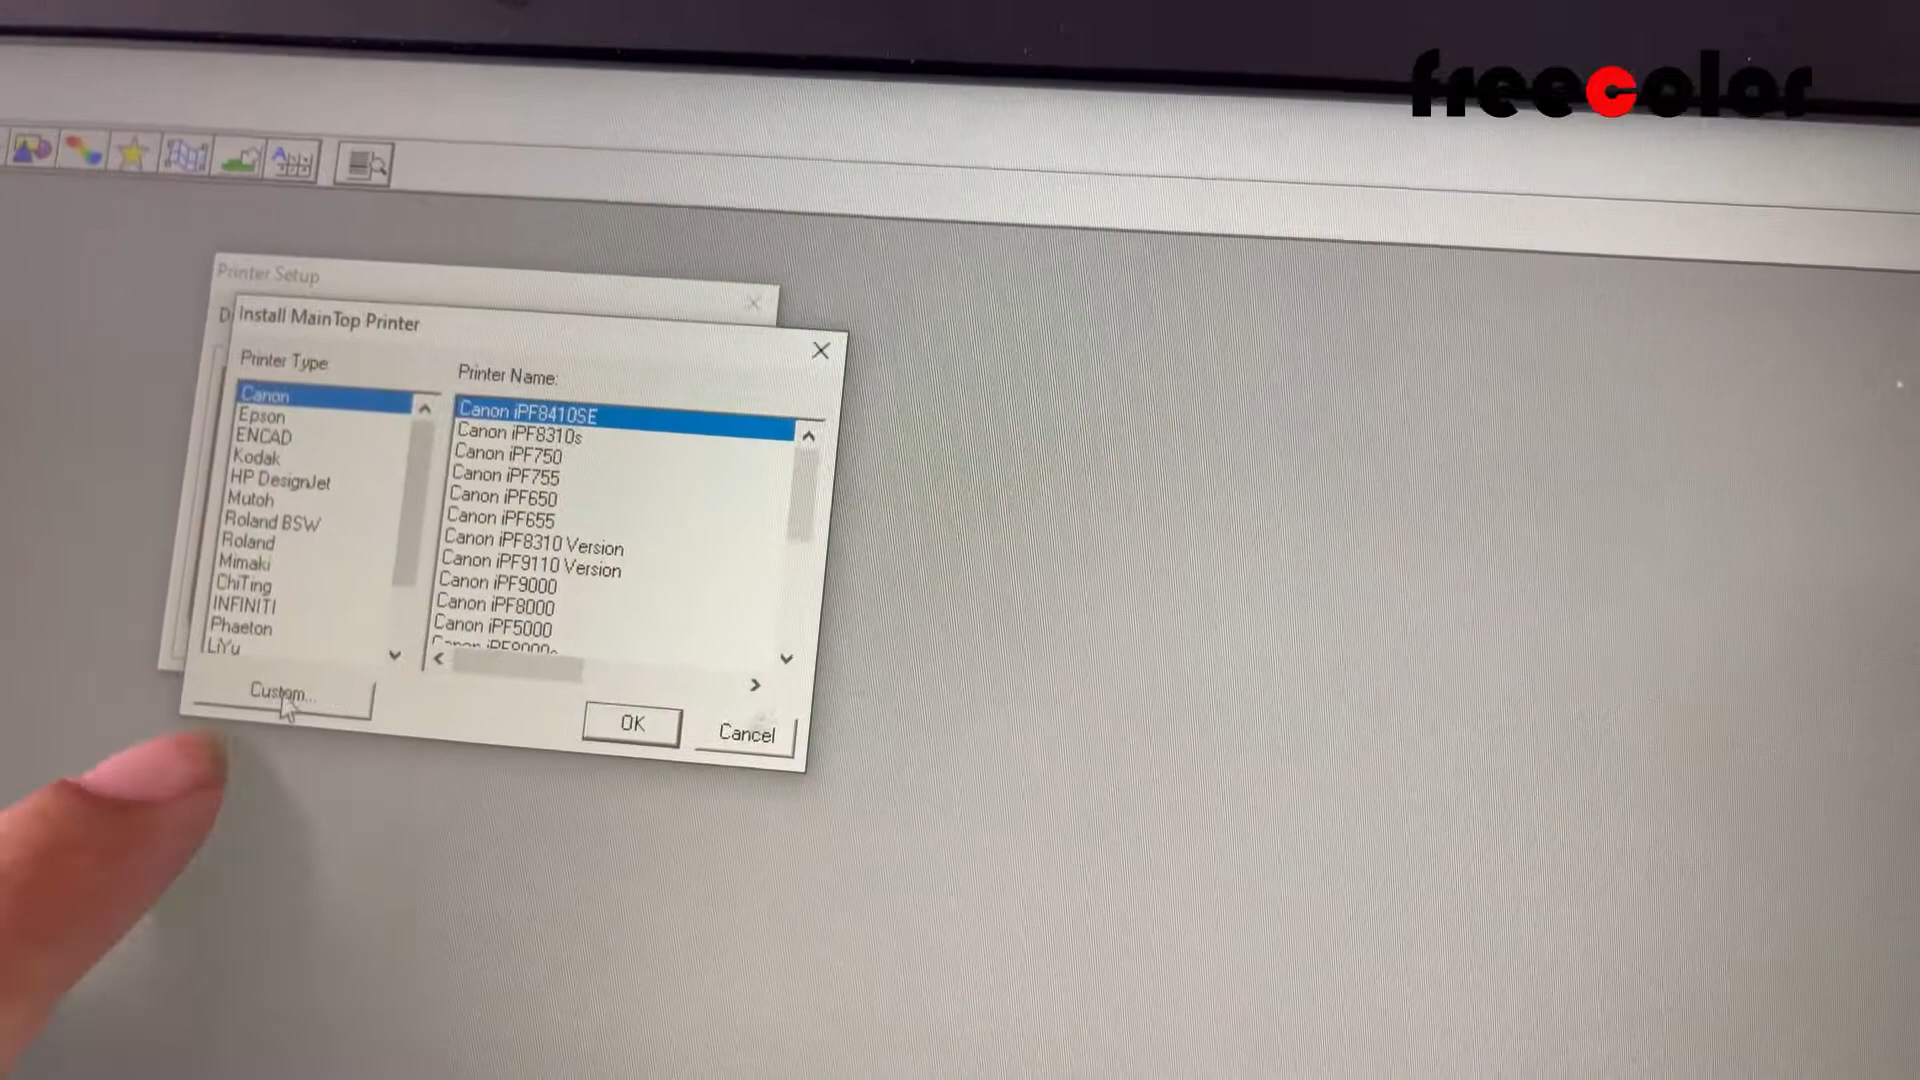 freecolor
Printer Setup
D
Install MainTop Printer
Printer Type
Printer Name:
Canon
Epson
ENCAD
Kodak
HP DesignJet
Mutoh
Roland BSW
Roland
Mimaki
ChiTing
INFINITI
Phaeton
LiYu
Canon iPF8410SE
Canon iPF8310s
Canon iPF750
Canon iPF755
Canon iPF650
Canon iPF655
Canon iPF8310 Version
Canon iPF9110 Version
Canon iPF9000
Canon iPF8000
Canon iPF5000
Canon iPF9000s
Custom...
OK
Cancel